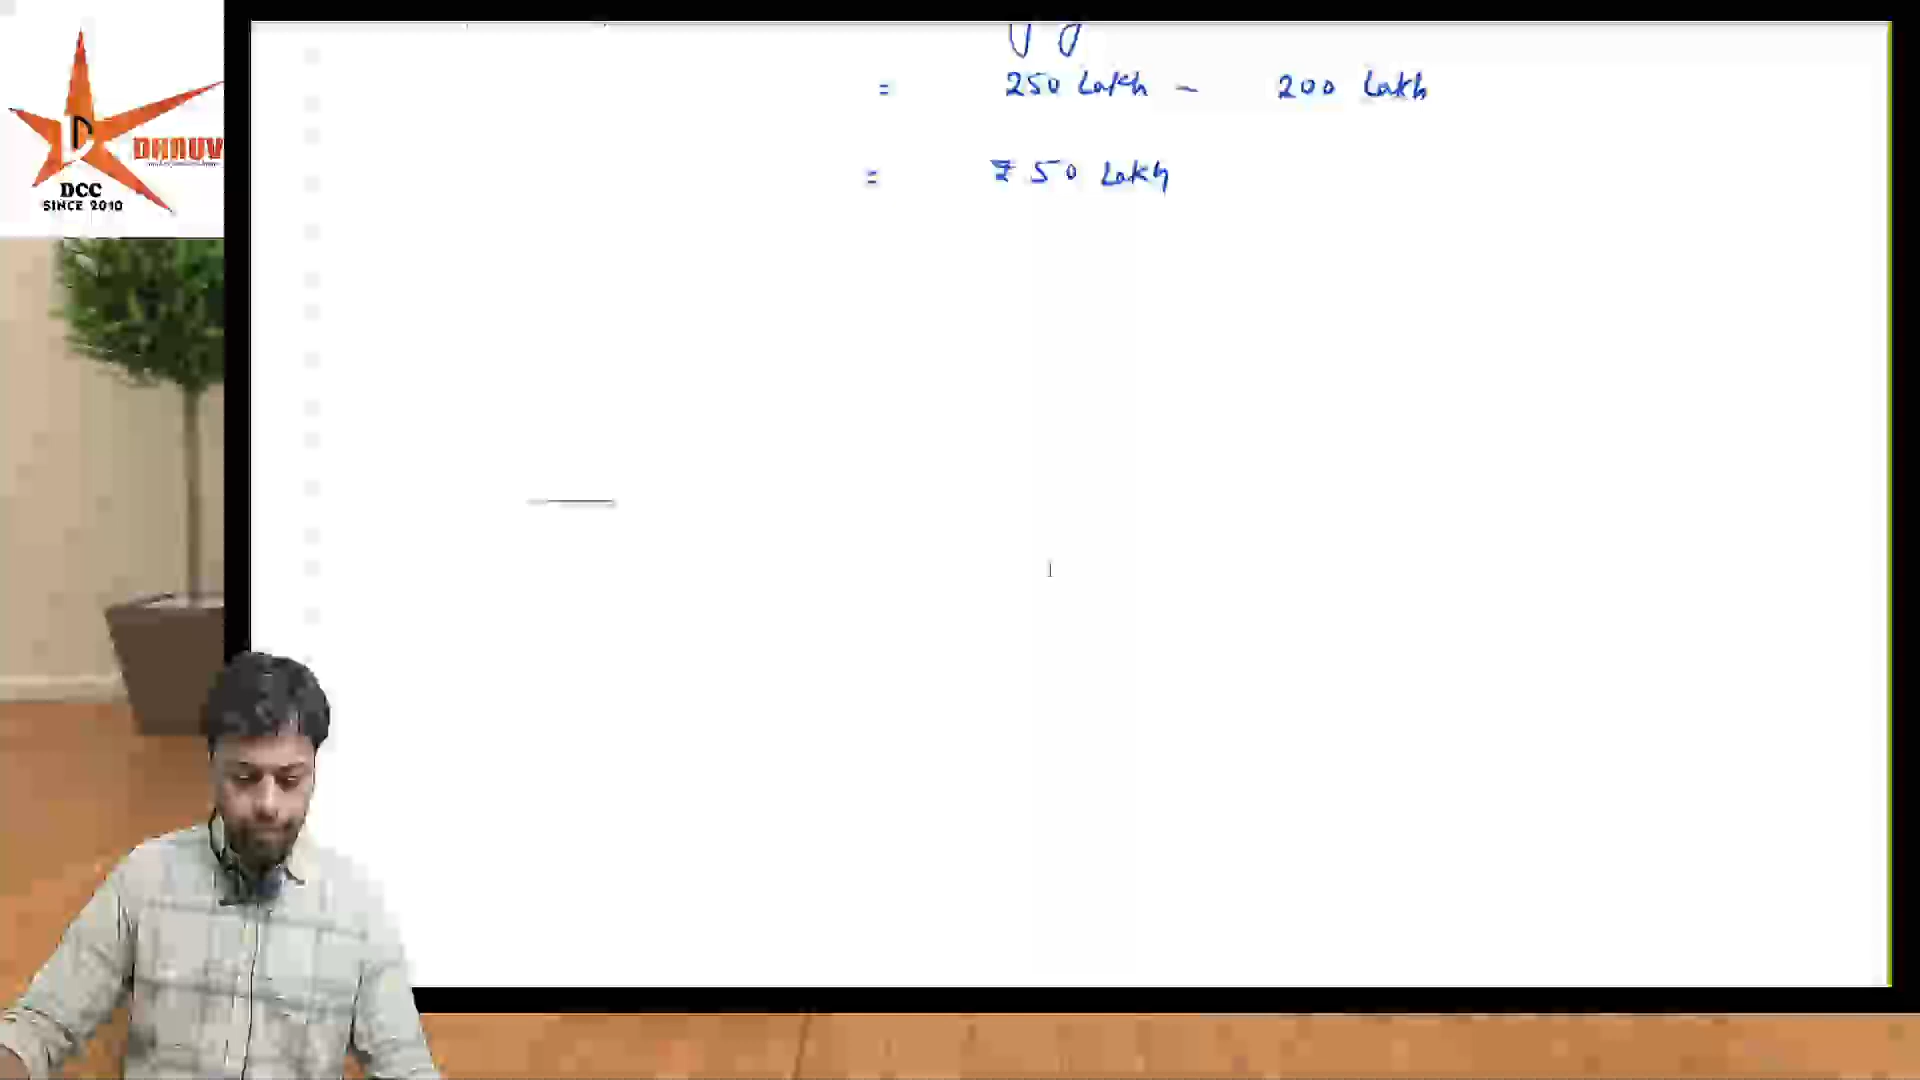 = 250 Lakh - 200 Lakh
= ₹ 50 Lakh
DHRUV
DCC
SINCE 2010